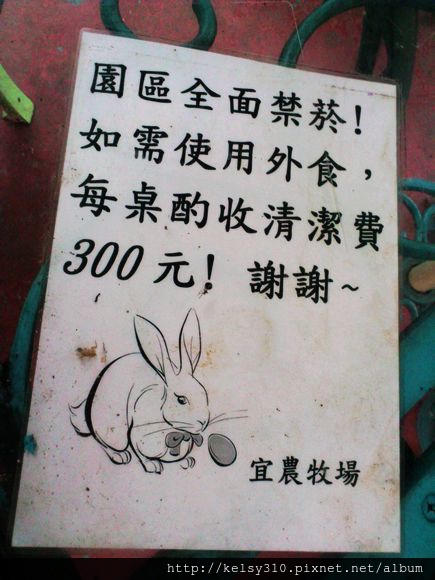 園區全面禁菸!
如需使用外食，
每桌酌收清潔費
300元! 謝謝~
宜農牧場
http://kelsy310.pixnet.net/album